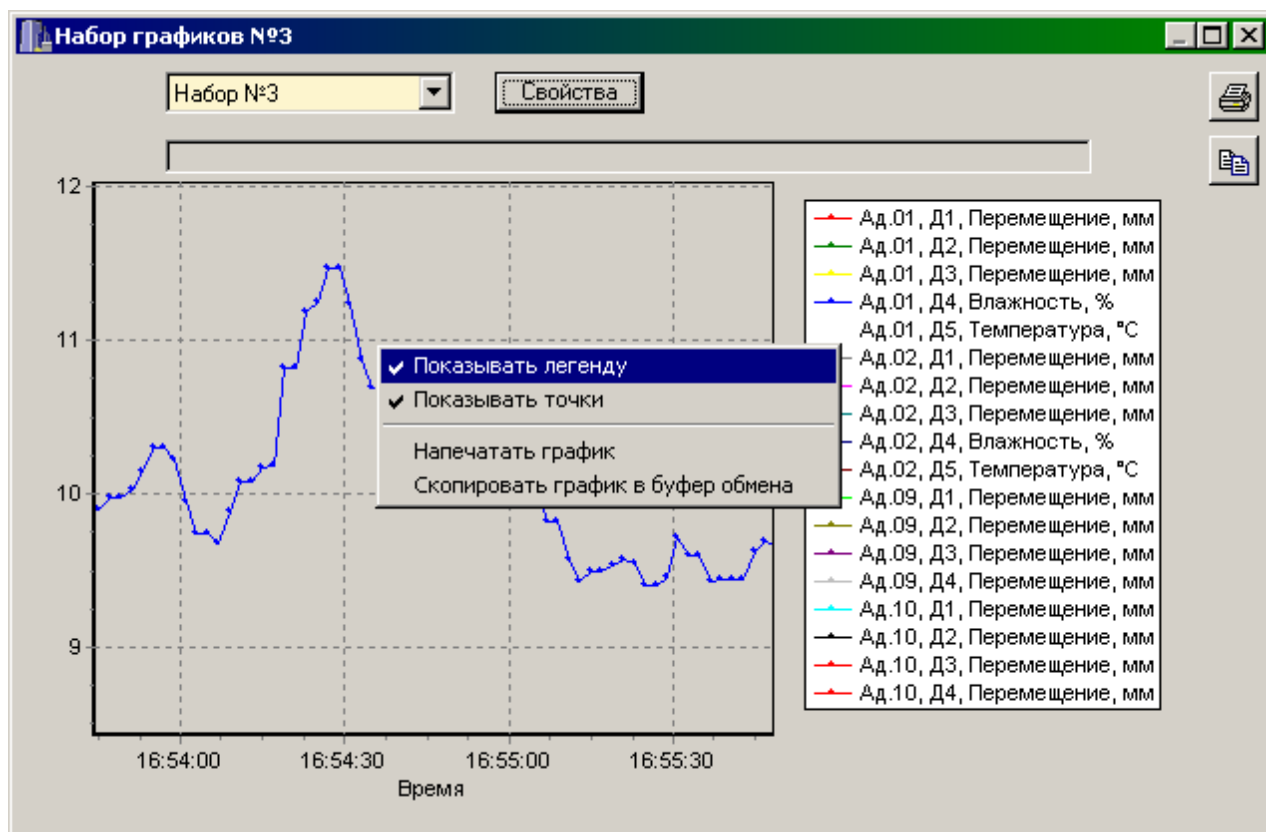 Набор графиков №3
Набор №3
Свойства
12
11
10
9
16:54:00
16:54:30
16:55:00
16:55:30
Время
Показывать легенду
Показывать точки
Напечатать график
Скопировать график в буфер обмена
Ад.01, Д1, Перемещение, мм
Ад.01, Д2, Перемещение, мм
Ад.01, Д3, Перемещение, мм
Ад.01, Д4, Влажность, %
Ад.01, Д5, Температура, °C
Ад.02, Д1, Перемещение, мм
Ад.02, Д2, Перемещение, мм
Ад.02, Д3, Перемещение, мм
Ад.02, Д4, Влажность, %
Ад.02, Д5, Температура, °C
Ад.09, Д1, Перемещение, мм
Ад.09, Д2, Перемещение, мм
Ад.09, Д3, Перемещение, мм
Ад.09, Д4, Перемещение, мм
Ад.10, Д1, Перемещение, мм
Ад.10, Д2, Перемещение, мм
Ад.10, Д3, Перемещение, мм
Ад.10, Д4, Перемещение, мм